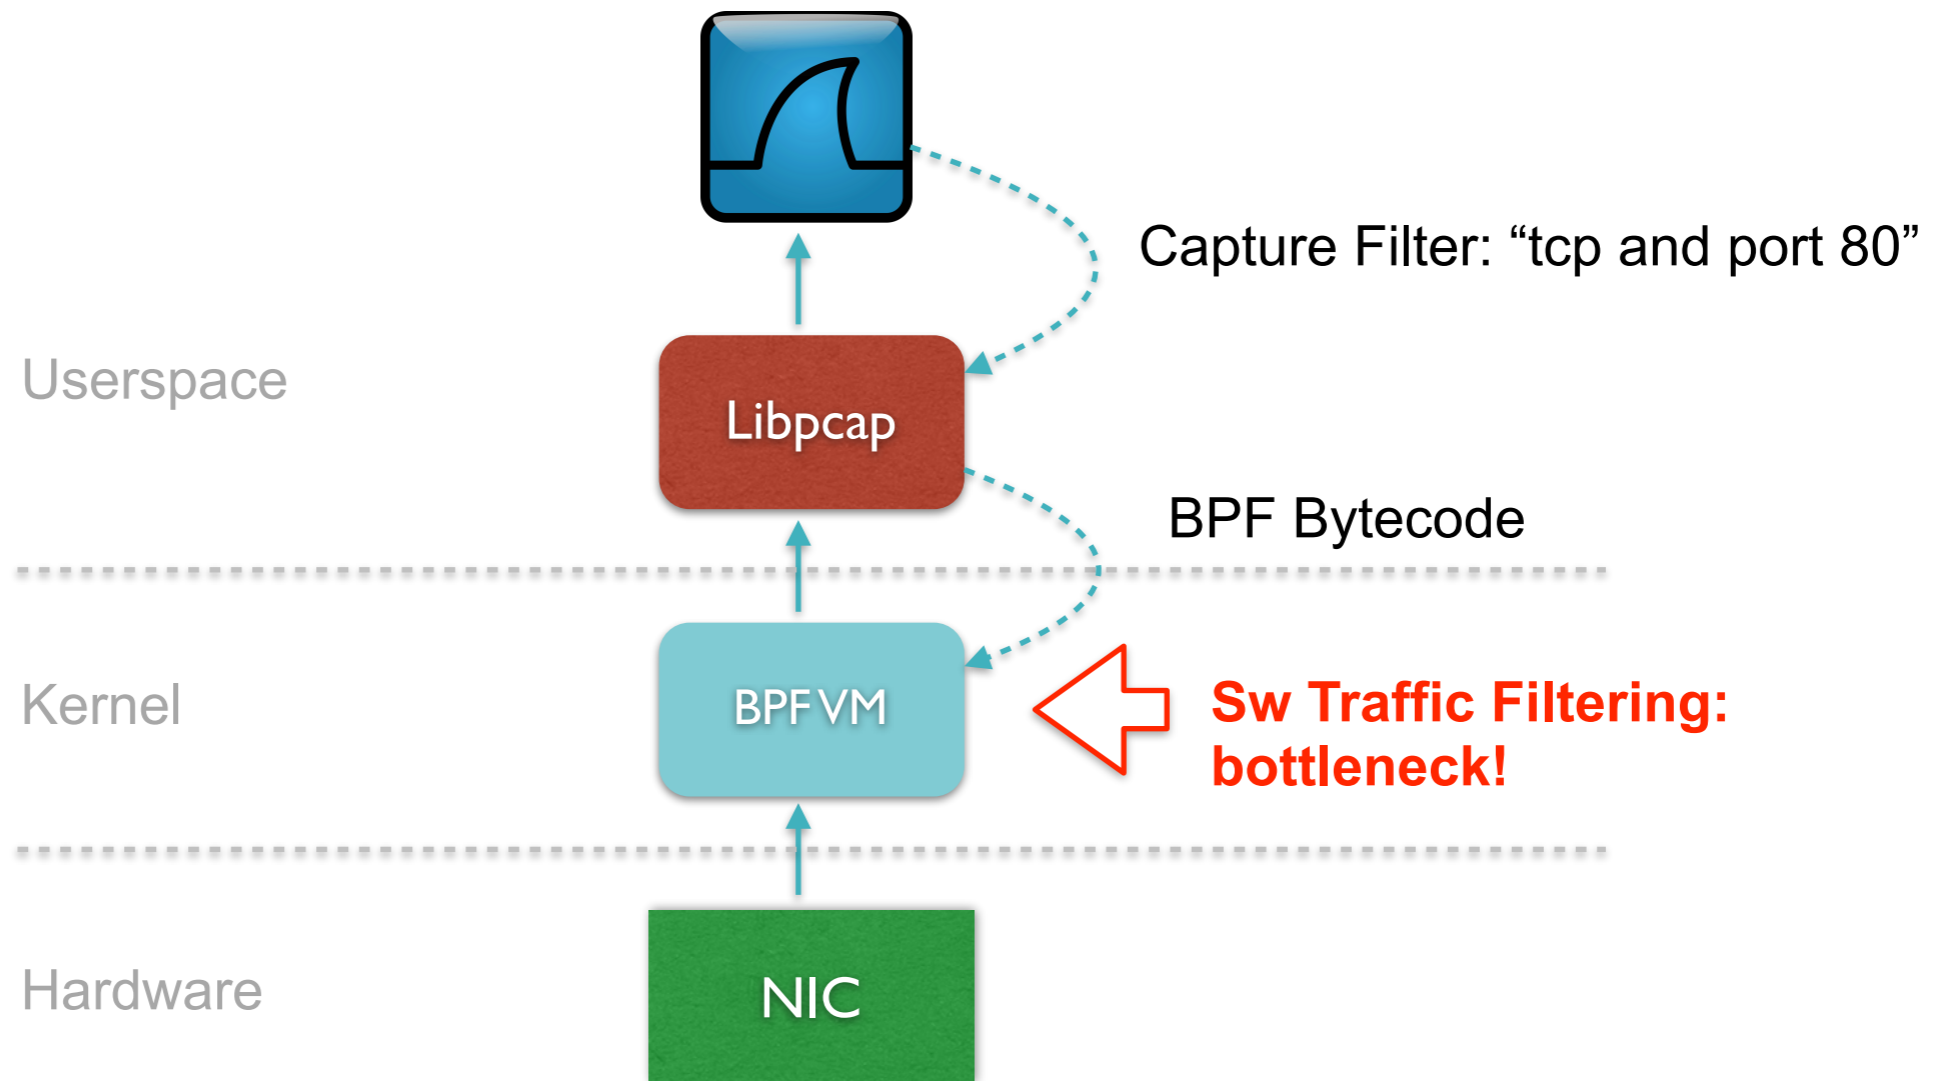 Capture Filter: “tcp and port 80”
Userspace
Libpcap
BPF Bytecode
Kernel
BPF VM
Sw Traffic Filtering:
bottleneck!
Hardware
NIC